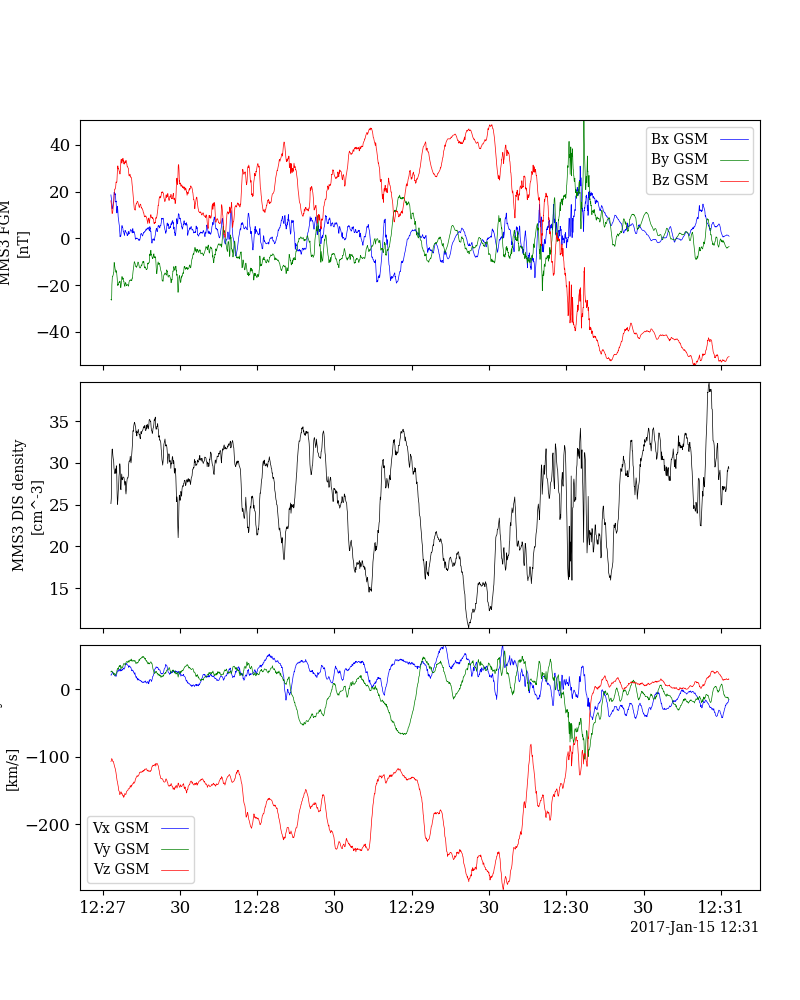 MMS3 FGM
[nT]
40
20
0
−20
−40
Bx GSM
By GSM
Bz GSM
MMS3 DIS density
[cm^-3]
35
30
25
20
15
[km/s]
0
−100
−200
Vx GSM
Vy GSM
Vz GSM
12:27 30 12:28 30 12:29 30 12:30 30 12:31
2017-Jan-15 12:31